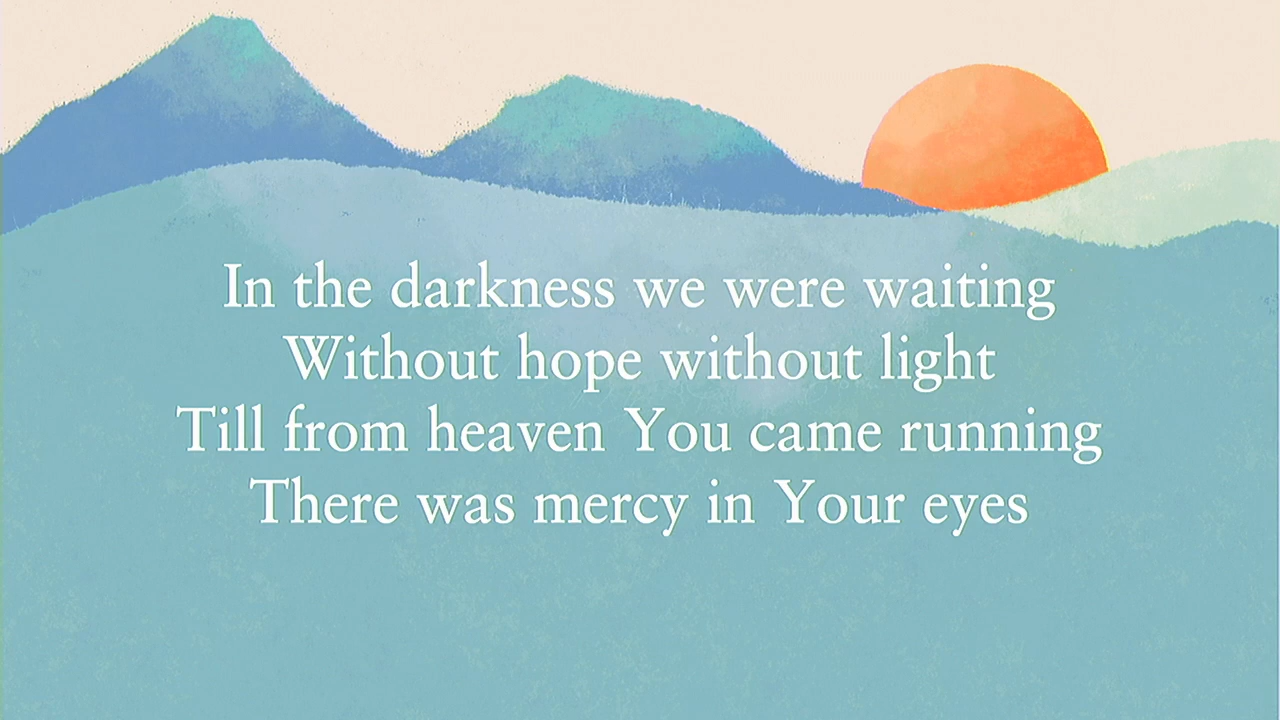 In the darkness we were waiting
Without hope without light
Till from heaven You came running
There was mercy in Your eyes